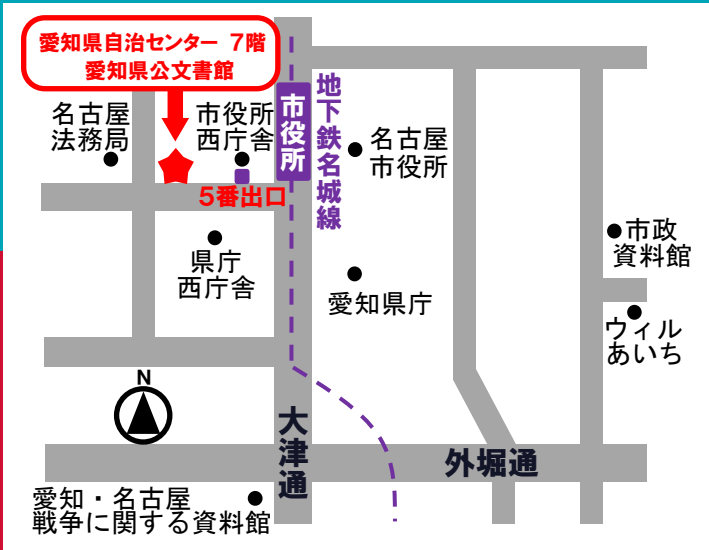 愛知県自治センター 7階
愛知県公文書館
名古屋
法務局
市役所
西庁舎
市役所
地下鉄名城線
名古屋
市役所
5番出口
県庁
西庁舎
愛知県庁
市政
資料館
ウィル
あいち
N
大津通
外堀通
愛知・名古屋
戦争に関する資料館